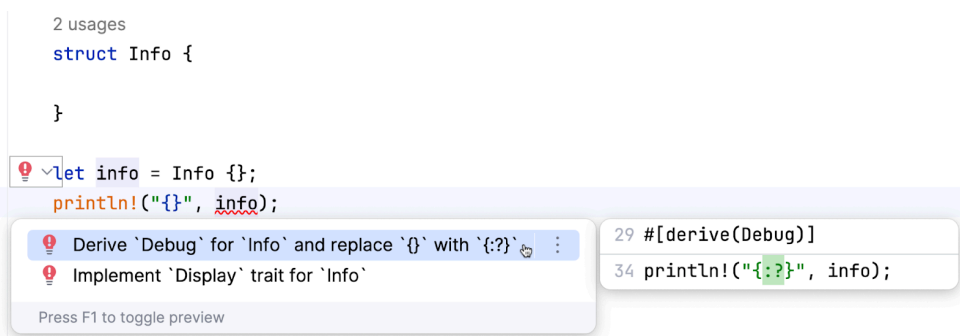 2 usages
struct Info {
}
let info = Info {};
println!("{}", info);
Derive `Debug` for `Info` and replace `{}` with `{:?}`
Implement `Display` trait for `Info`
Press F1 to toggle preview
29 #[derive(Debug)]
34 println!("{:?}", info);